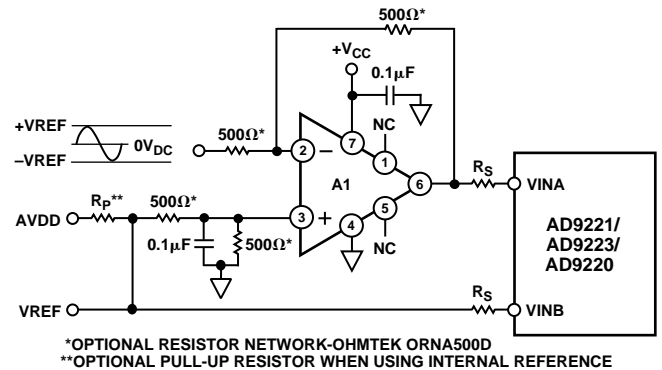 500Ω*
+VCC
0.1μF
+VREF
0VDC
–VREF
500Ω*
NC
2
–
7
1
A1
6
RS
VINA
AVDD
RP**
500Ω*
3
+
5
4
NC
0.1μF
500Ω*
AD9221/
AD9223/
AD9220
VREF
RS
VINB
*OPTIONAL RESISTOR NETWORK-OHMTEK ORNA500D
**OPTIONAL PULL-UP RESISTOR WHEN USING INTERNAL REFERENCE